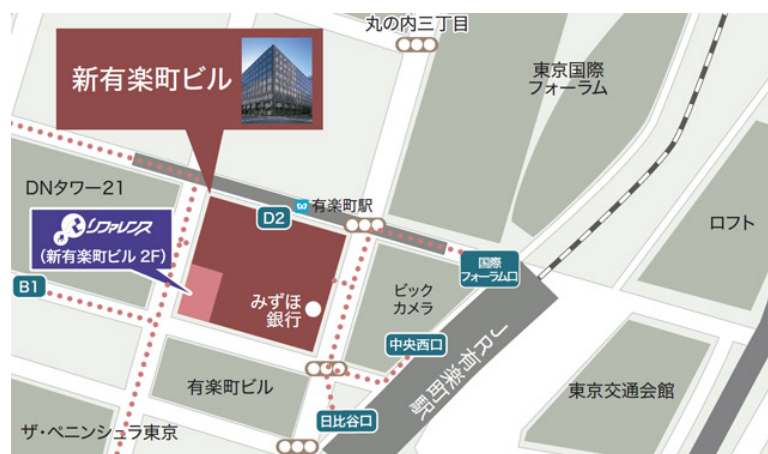 丸の内三丁目
新有楽町ビル
東京国際
フォーラム
DNタワー21
有楽町駅
D2
リファレンス
(新有楽町ビル 2F)
ロフト
国際
フォーラム口
B1
みずほ
銀行
ビック
カメラ
中央西口
JR有楽町駅
有楽町ビル
東京交通会館
日比谷口
ザ・ペニンシュラ東京